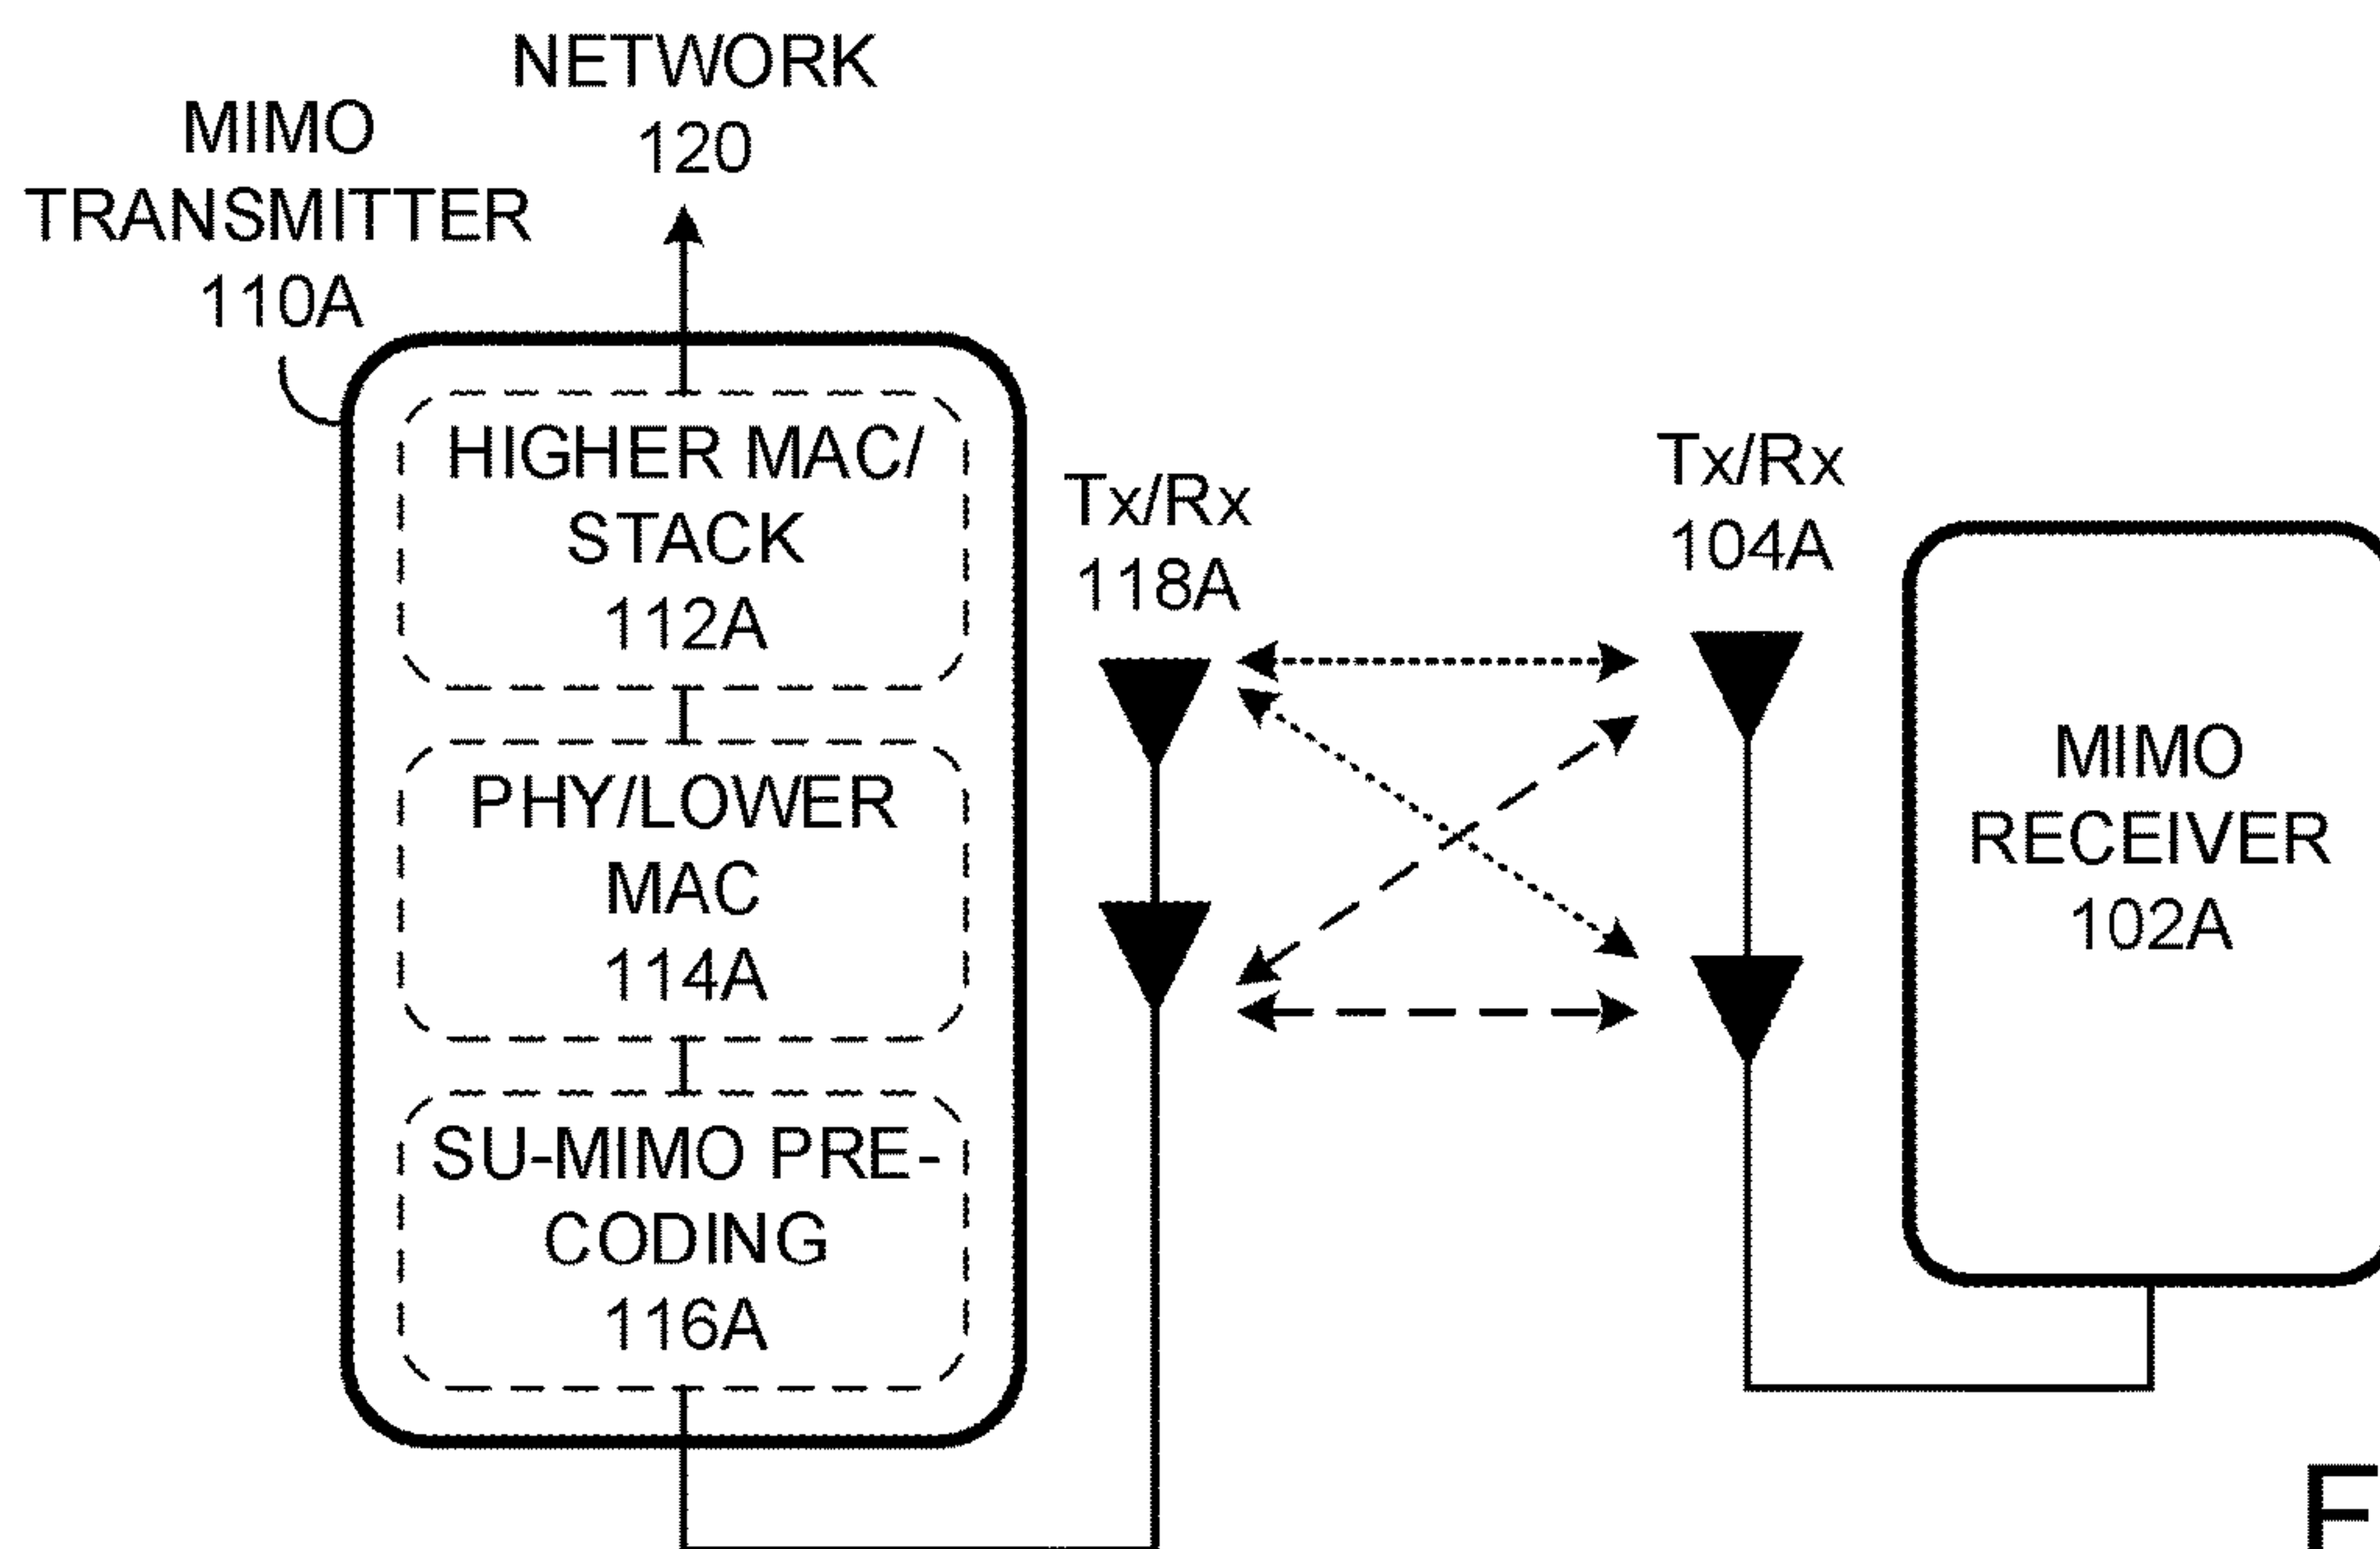 NETWORK
120
MIMO
TRANSMITTER
110A
HIGHER MAC/
STACK
112A
PHY/LOWER
MAC
114A
SU-MIMO PRE-
CODING
116A
Tx/Rx
118A
Tx/Rx
104A
MIMO
RECEIVER
102A
F